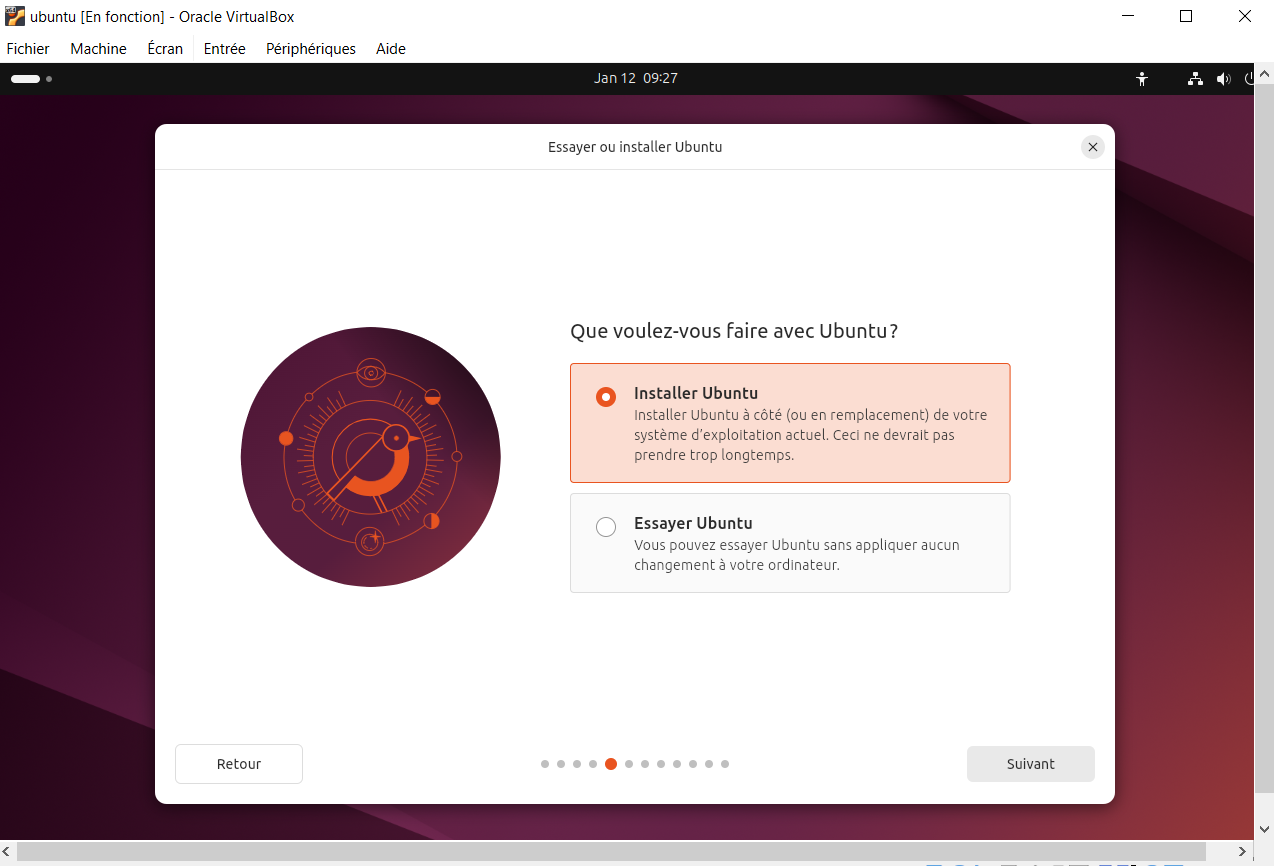 ubuntu [En fonction] - Oracle VirtualBox
Fichier Machine Écran Entrée Périphériques Aide
Jan 12 09:27
Essayer ou installer Ubuntu
Que voulez-vous faire avec Ubuntu ?
Installer Ubuntu
Installer Ubuntu à côté (ou en remplacement) de votre
système d’exploitation actuel. Ceci ne devrait pas
prendre trop longtemps.
Essayer Ubuntu
Vous pouvez essayer Ubuntu sans appliquer aucun
changement à votre ordinateur.
Retour
Suivant